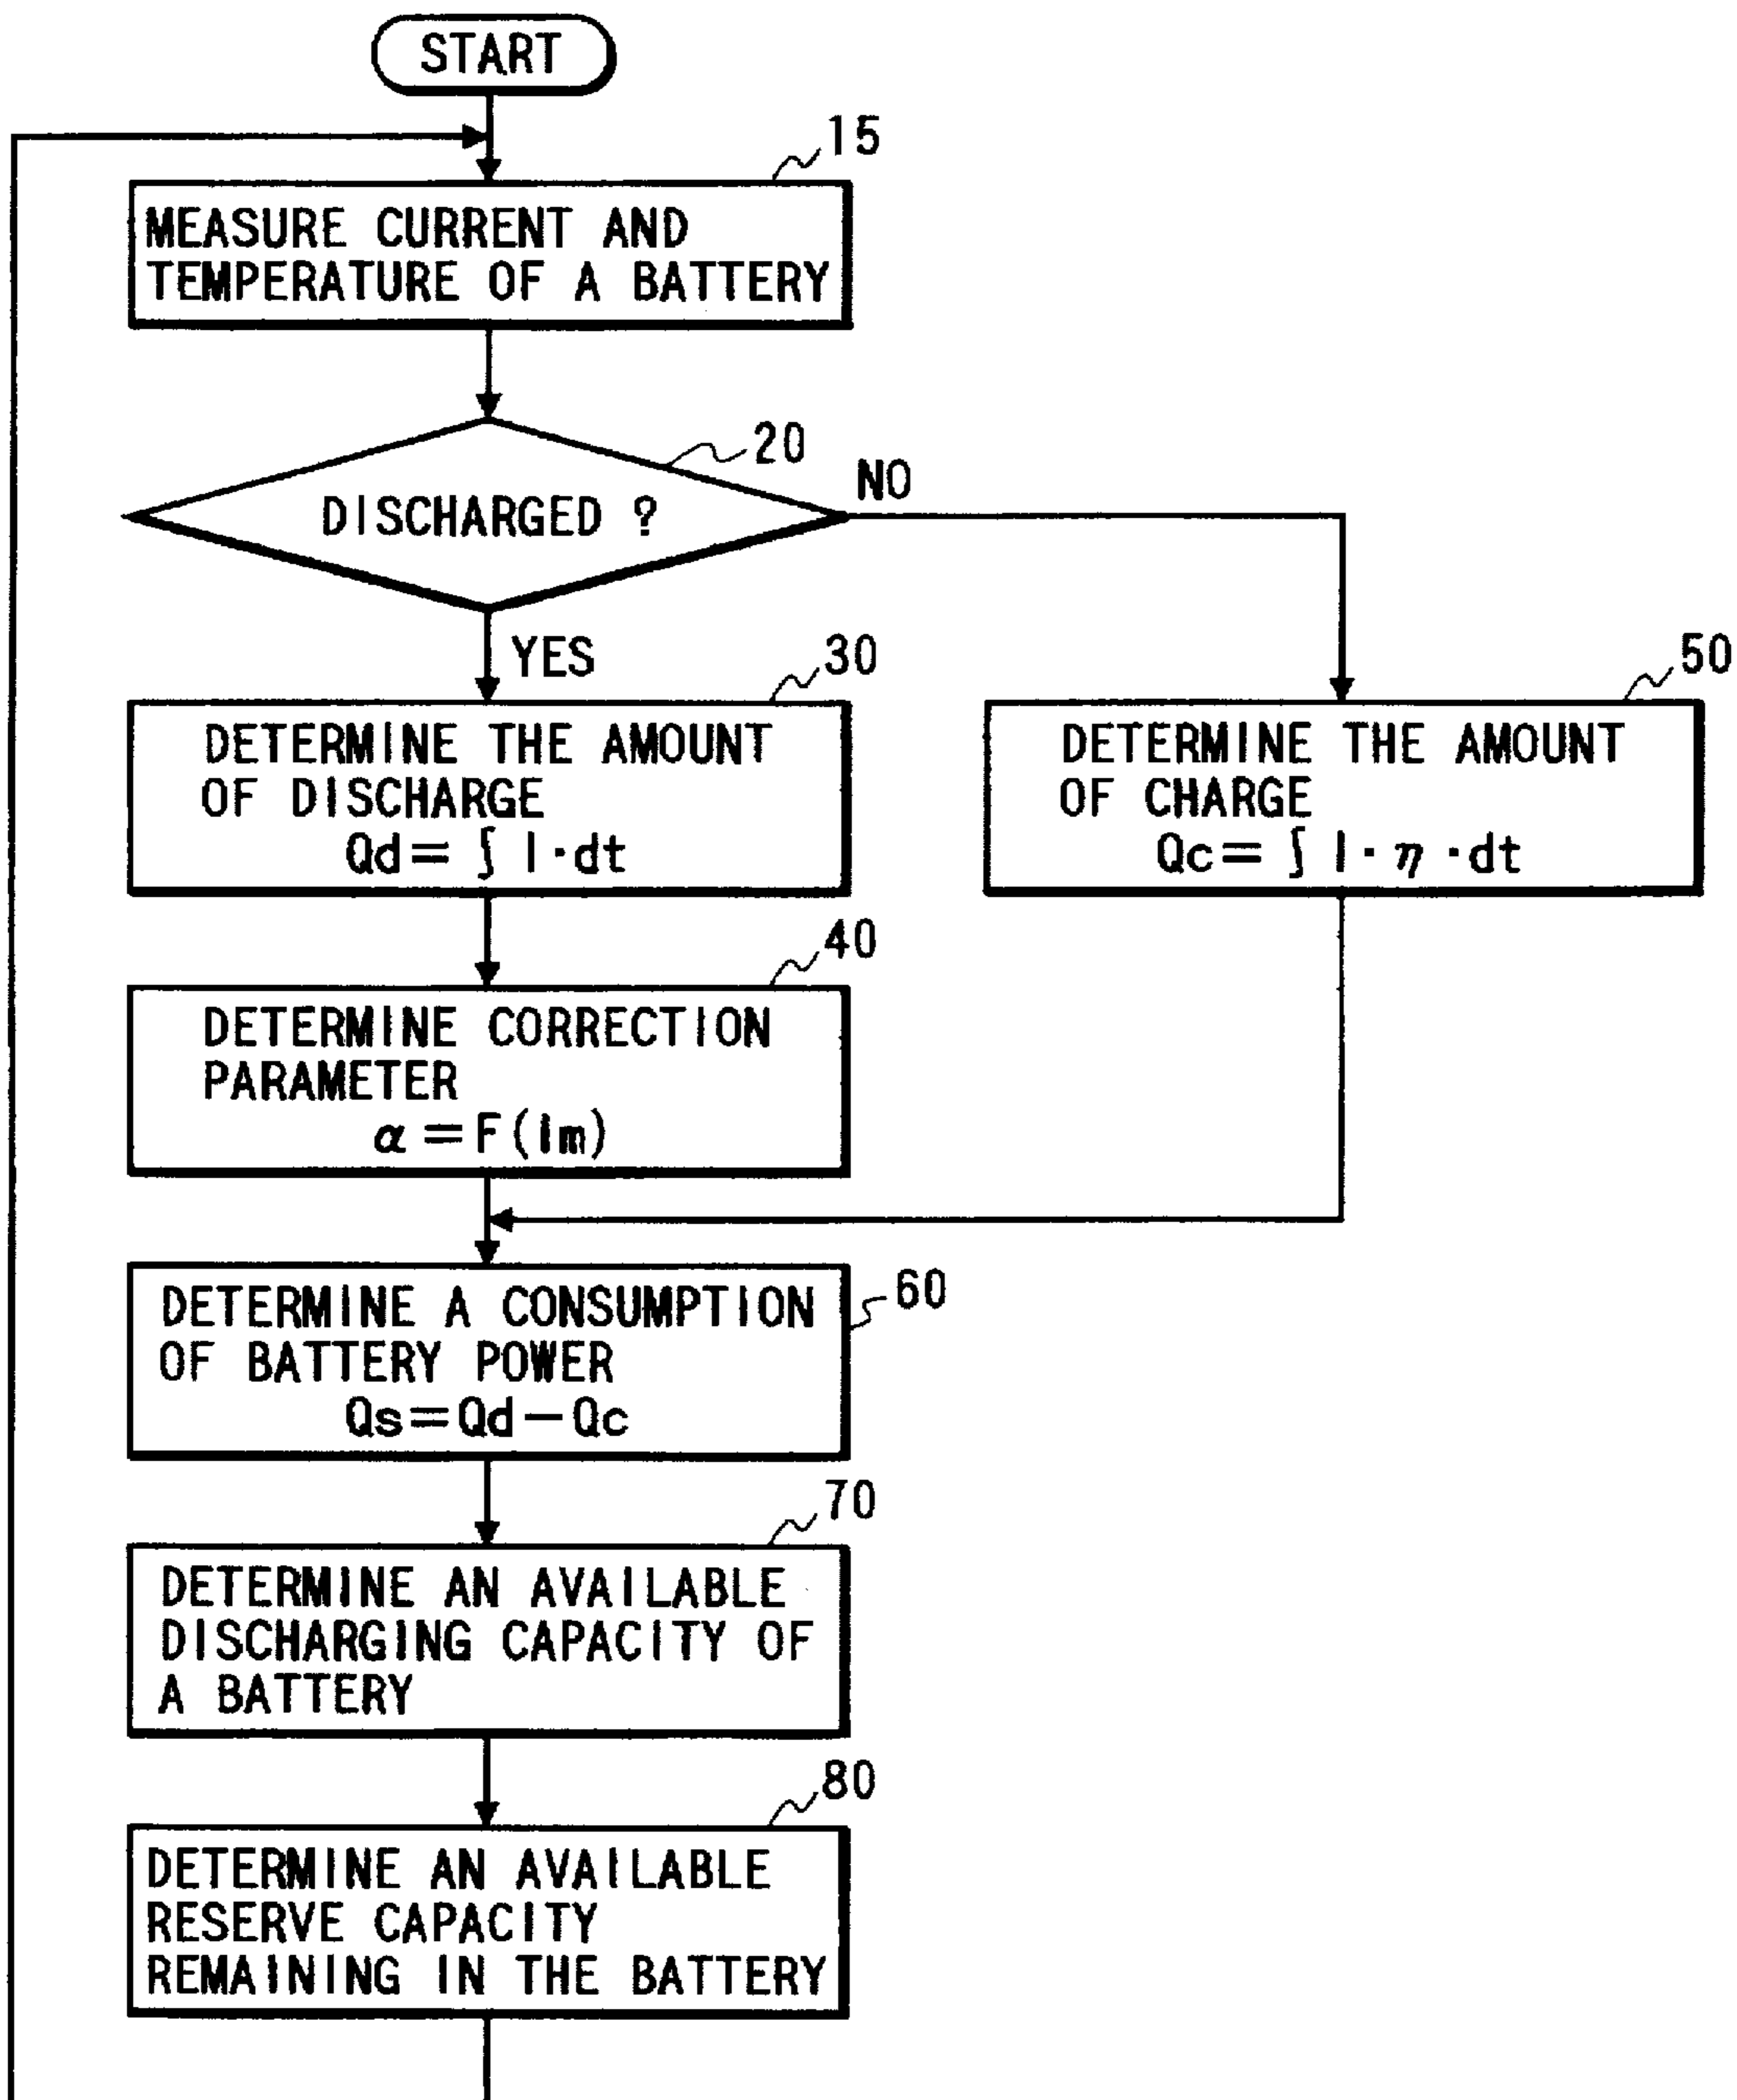 START
15
MEASURE CURRENT AND
TEMPERATURE OF A BATTERY
20
DISCHARGED ?
NO
YES
30
DETERMINE THE AMOUNT
OF DISCHARGE
Qd=∫I·dt
50
DETERMINE THE AMOUNT
OF CHARGE
Qc=∫I·η·dt
40
DETERMINE CORRECTION
PARAMETER
α=F(Im)
60
DETERMINE A CONSUMPTION
OF BATTERY POWER
Qs=Qd-Qc
70
DETERMINE AN AVAILABLE
DISCHARGING CAPACITY OF
A BATTERY
80
DETERMINE AN AVAILABLE
RESERVE CAPACITY
REMAINING IN THE BATTERY